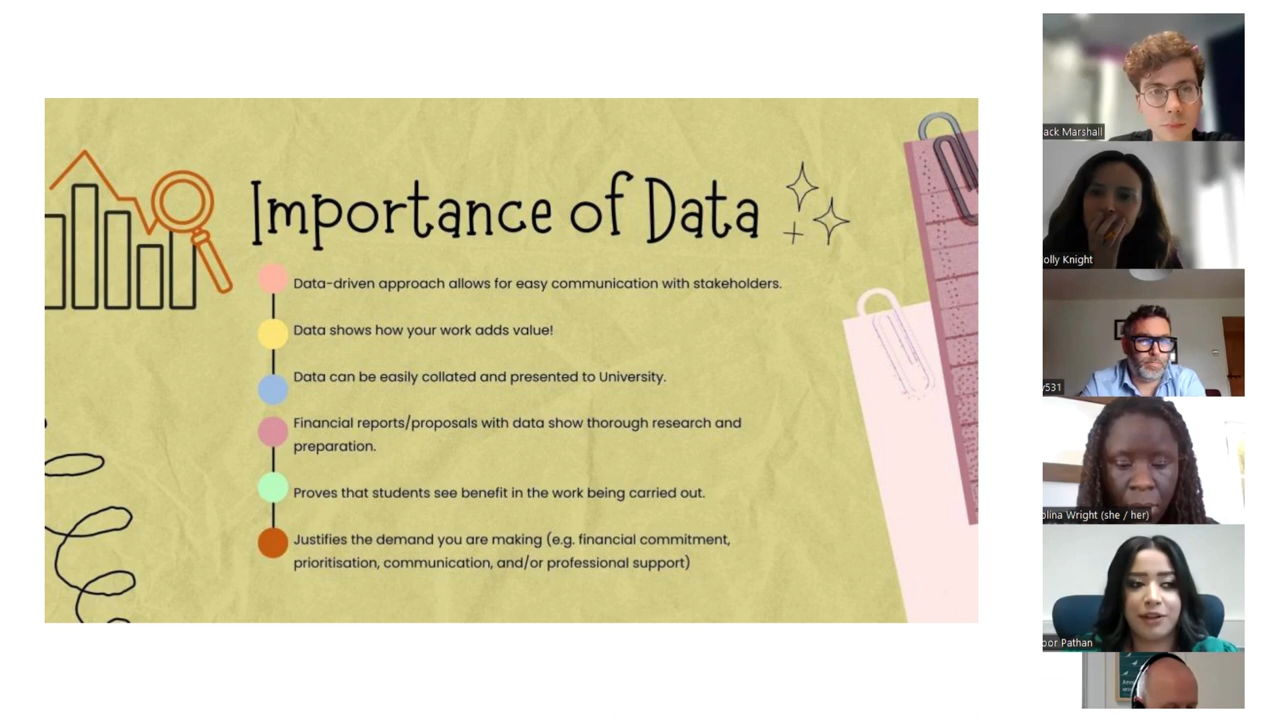 Importance of Data
Data-driven approach allows for easy communication with stakeholders.
Data shows how your work adds value!
Data can be easily collated and presented to University.
Financial reports/proposals with data show thorough research and
preparation.
Proves that students see benefit in the work being carried out.
Justifies the demand you are making (e.g. financial commitment,
prioritisation, communication, and/or professional support)
ack Marshall
olly Knight
531
olina Wright (she / her)
oor Pathan